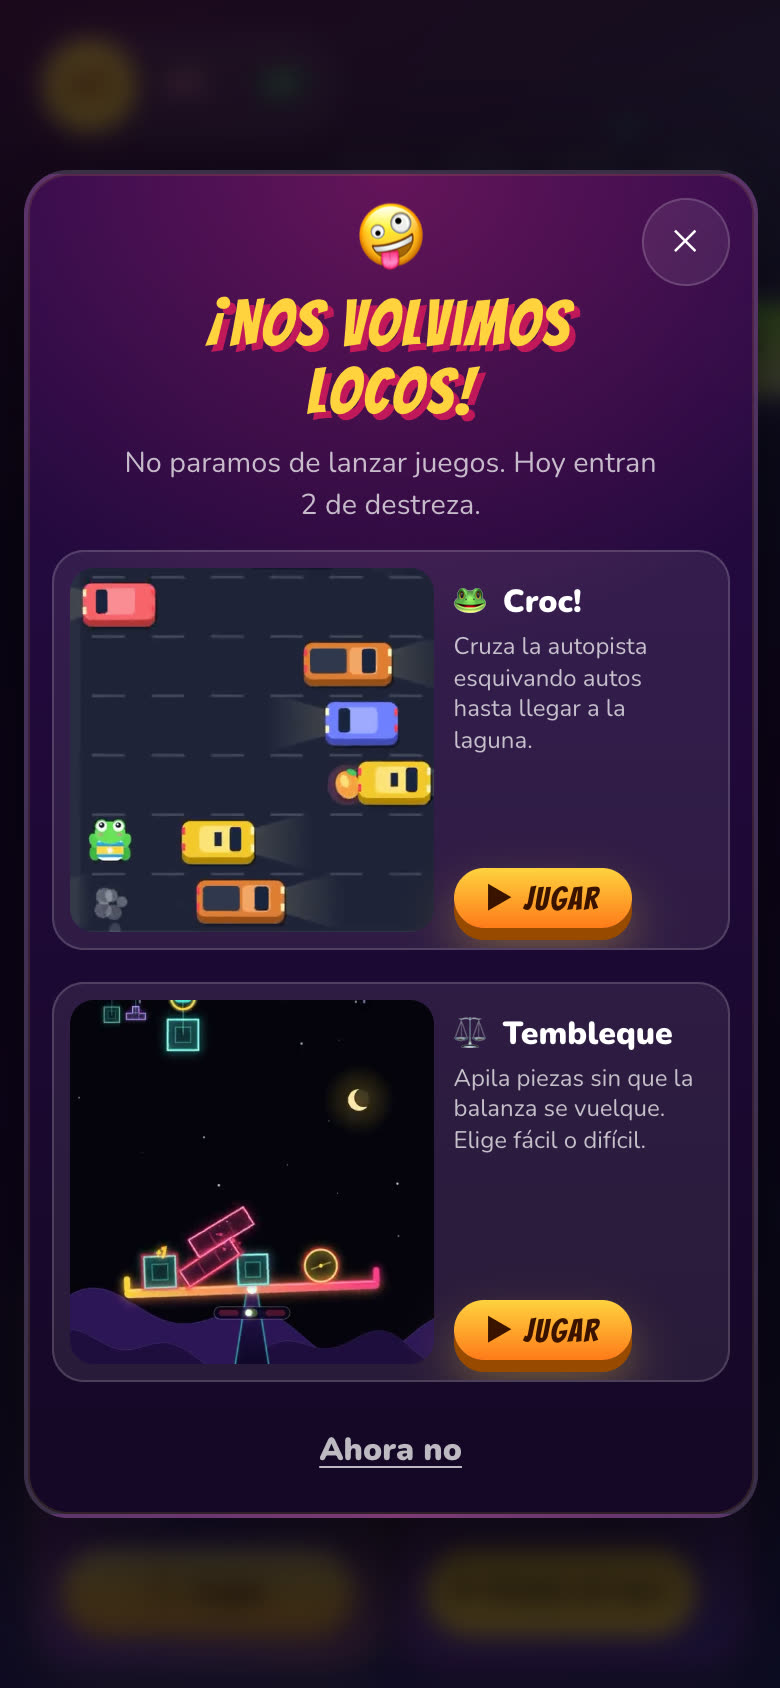 ¡NOS VOLVIMOS
LOCOS!
No paramos de lanzar juegos. Hoy entran
2 de destreza.
Croc!
Cruza la autopista
esquivando autos
hasta llegar a la
laguna.
JUGAR
Tembleque
Apila piezas sin que la
balanza se vuelque.
Elige fácil o difícil.
JUGAR
Ahora no